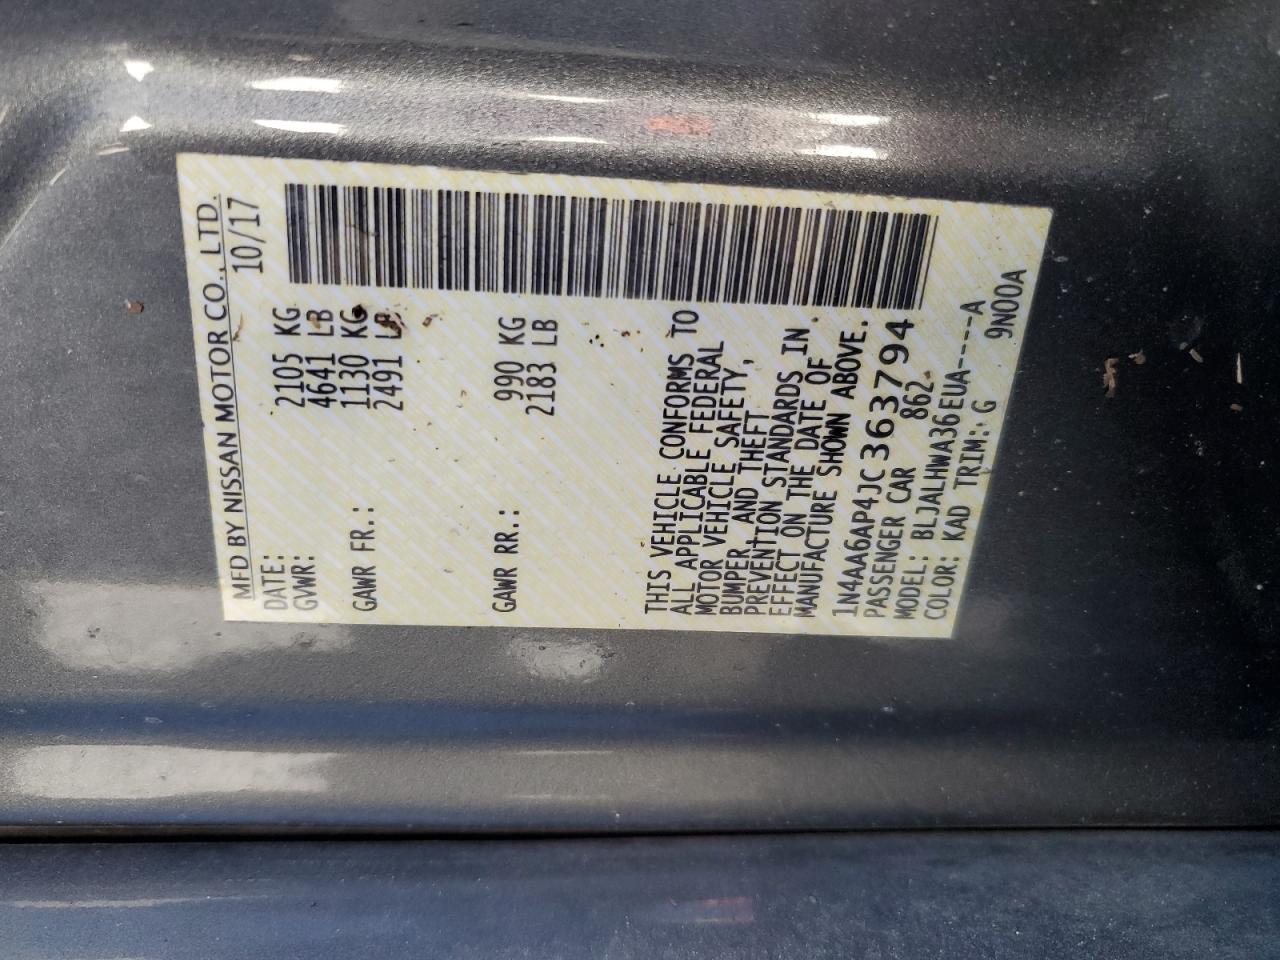 MFD BY NISSAN MOTOR CO., LTD.
DATE: 10/17
GVWR: 2105 KG
4641 LB
GAWR FR.: 1130 KG
2491 LB
GAWR RR.: 990 KG
2183 LB
THIS VEHICLE CONFORMS TO
ALL APPLICABLE FEDERAL
MOTOR VEHICLE SAFETY,
BUMPER, AND THEFT
PREVENTION STANDARDS IN
EFFECT ON THE DATE OF
MANUFACTURE SHOWN ABOVE.
1N4AA6AP4JC363794
PASSENGER CAR 862
MODEL: BLJALHWA36EUA----A
COLOR: KAD TRIM: G 9N00A